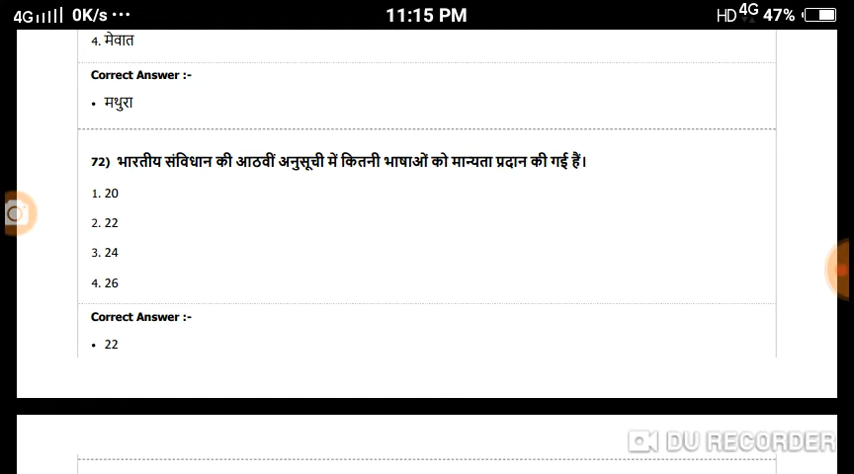 4G 0K/s ... 11:15 PM HD 4G 47%
4. मेवात
Correct Answer :-
• मथुरा
72) भारतीय संविधान की आठवीं अनुसूची में कितनी भाषाओं को मान्यता प्रदान की गई हैं।
1. 20
2. 22
3. 24
4. 26
Correct Answer :-
• 22
DU RECORDER